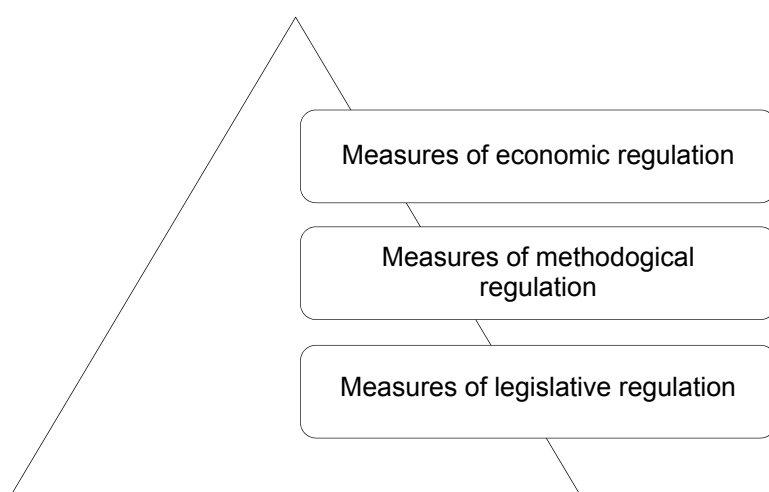 Measures of economic regulation
Measures of methodogical
regulation
Measures of legislative regulation